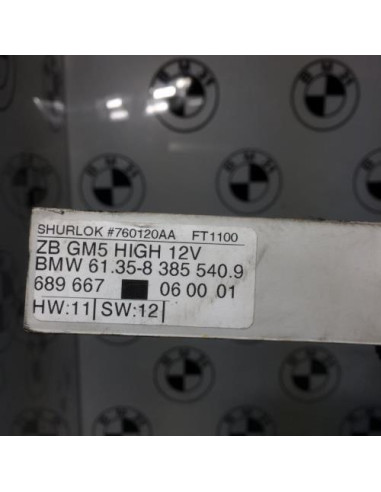 SHURLOK #760120AA FT1100
ZB GM5 HIGH 12V
BMW 61.35-8 385 540.9
689 667 06 00 01
HW:11| SW:12|